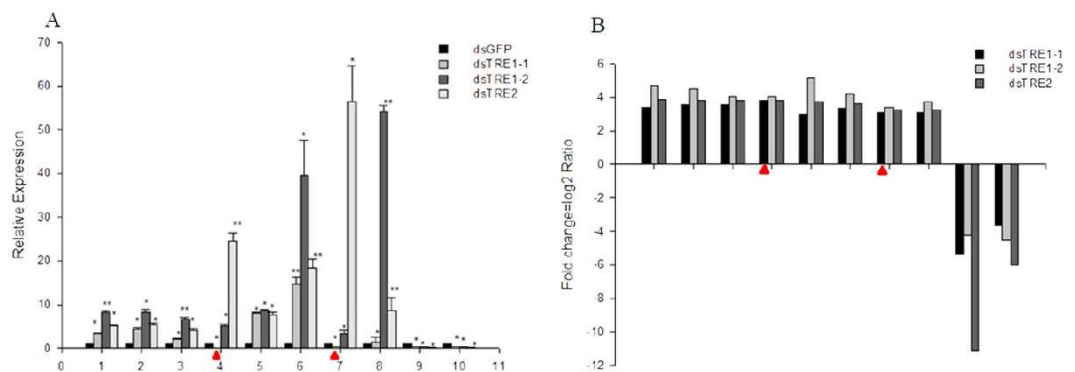 A
70
60
50
40
30
20
10
0
Relative Expression
dsGFP
dsTRE1-1
dsTRE1-2
dsTRE2
* ** *
* * *
* ** *
* * **
* * *
** * **
* * *
* ** **
* * *
* * *
0 1 2 3 4 5 6 7 8 9 10 11
B
8
6
4
2
0
-2
-4
-6
-8
-10
-12
Fold change=log2 Ratio
dsTRE1-1
dsTRE1-2
dsTRE2